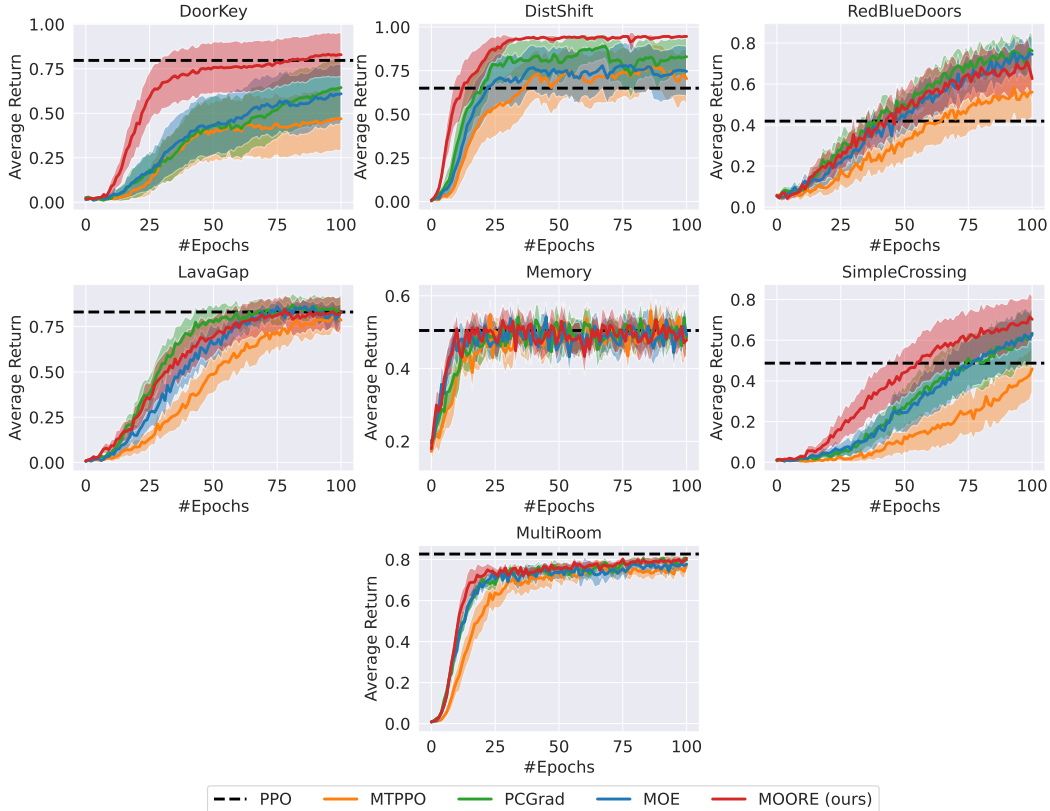 DoorKey DistShift RedBlueDoors
1.00
0.75
0.50
0.25
0.00
Average Return
0 25 50 75 100
#Epochs
1.00
0.75
0.50
0.25
0.00
Average Return
0 25 50 75 100
#Epochs
0.8
0.6
0.4
0.2
0.0
Average Return
0 25 50 75 100
#Epochs
LavaGap Memory SimpleCrossing
0.75
0.50
0.25
0.00
Average Return
0 25 50 75 100
#Epochs
0.6
0.4
0.2
Average Return
0 25 50 75 100
#Epochs
0.8
0.6
0.4
0.2
0.0
Average Return
0 25 50 75 100
#Epochs
MultiRoom
0.8
0.6
0.4
0.2
0.0
Average Return
0 25 50 75 100
#Epochs
PPO MTPPO PCGrad MOE MOORE (ours)